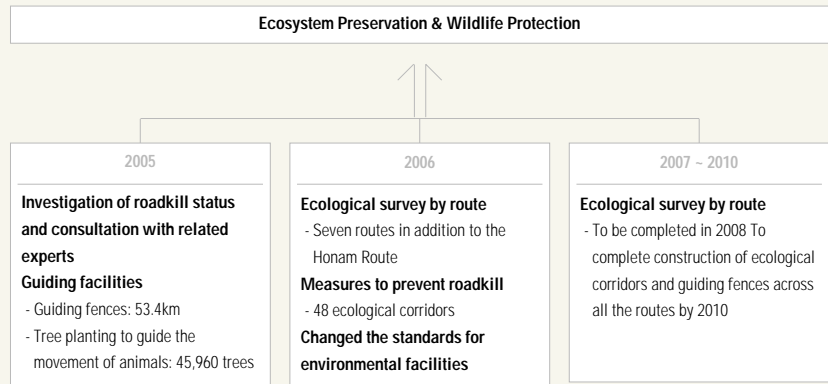 Ecosystem Preservation & Wildlife Protection
2005
Investigation of roadkill status
and consultation with related
experts
Guiding facilities
- Guiding fences: 53.4km
- Tree planting to guide the
movement of animals: 45,960 trees
2006
Ecological survey by route
- Seven routes in addition to the
Honam Route
Measures to prevent roadkill
- 48 ecological corridors
Changed the standards for
environmental facilities
2007 ~ 2010
Ecological survey by route
- To be completed in 2008 To
complete construction of ecological
corridors and guiding fences across
all the routes by 2010